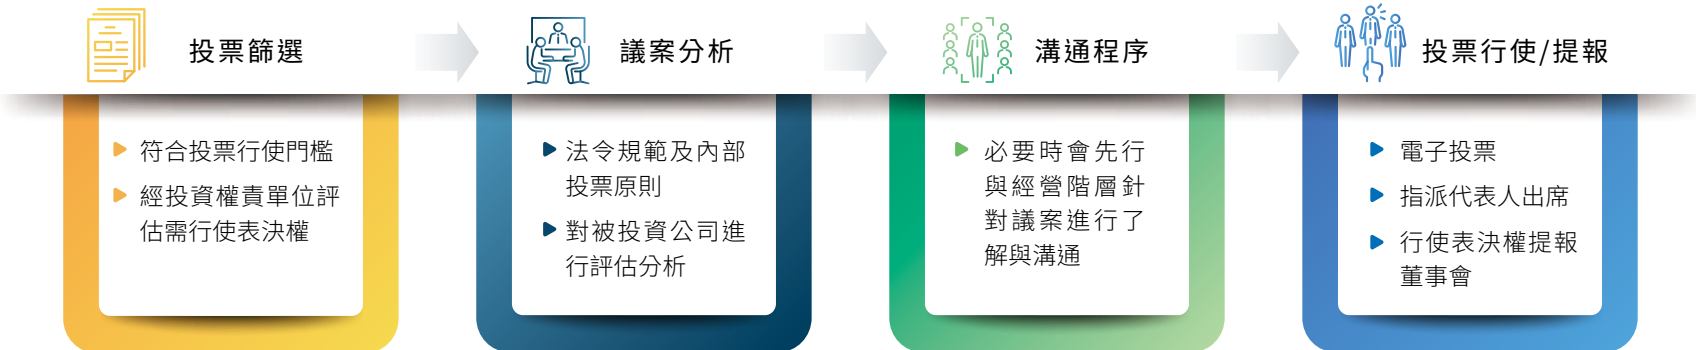 投票篩選
議案分析
溝通程序
投票行使/提報
符合投票行使門檻
經投資權責單位評
估需行使表決權
法令規範及內部
投票原則
對被投資公司進
行評估分析
必要時會先行
與經營階層針
對議案進行了
解與溝通
電子投票
指派代表人出席
行使表決權提報
董事會